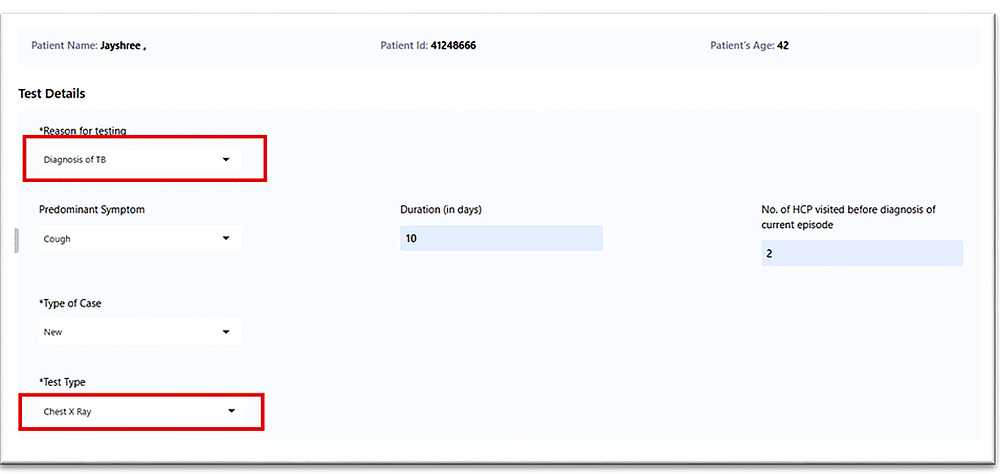 Patient Name: Jayshree , Patient Id: 41248666 Patient's Age: 42
Test Details
*Reason for testing
Diagnosis of TB
Predominant Symptom
Cough
Duration (in days)
10
No. of HCP visited before diagnosis of
current episode
2
*Type of Case
New
*Test Type
Chest X Ray